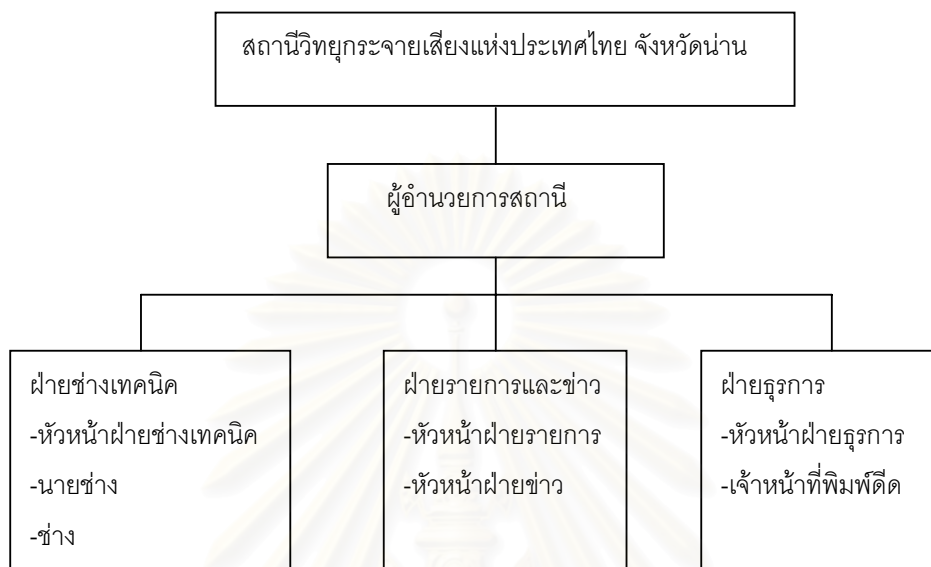 สถานีวิทยุกระจายเสียงแห่งประเทศไทย จังหวัดน่าน
ผู้อำนวยการสถานี
ฝ่ายช่างเทคนิค
-หัวหน้าฝ่ายช่างเทคนิค
-นายช่าง
-ช่าง
ฝ่ายรายการและข่าว
-หัวหน้าฝ่ายรายการ
-หัวหน้าฝ่ายข่าว
ฝ่ายธุรการ
-หัวหน้าฝ่ายธุรการ
-เจ้าหน้าที่พิมพ์ดีด